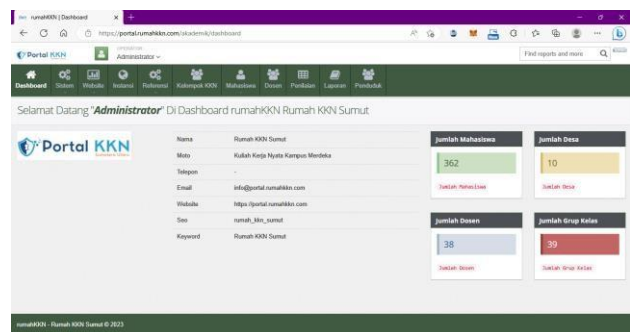 rumahKKN | Dashboard
https://portal.rumahkkn.com/akademik/dashboard
Portal KKN
OPERATOR
Administrator
Find reports and more
Dashboard Sistem Website Instansi Referensi Kelompok KKN Mahasiswa Dosen Penilaian Laporan Penduduk
Selamat Datang "Administrator" Di Dashboard rumahKKN Rumah KKN Sumut
Portal KKN
Nama Rumah KKN Sumut
Moto Kuliah Kerja Nyata Kampus Merdeka
Telepon -
Email info@portal.rumahkkn.com
Website https://portal.rumahkkn.com
Seo rumah_kkn_sumut
Keyword Rumah KKN Sumut
Jumlah Mahasiswa
362
Jumlah Mahasiswa
Jumlah Desa
10
Jumlah Desa
Jumlah Dosen
38
Jumlah Dosen
Jumlah Grup Kelas
39
Jumlah Grup Kelas
rumahKKN - Rumah KKN Sumut © 2023